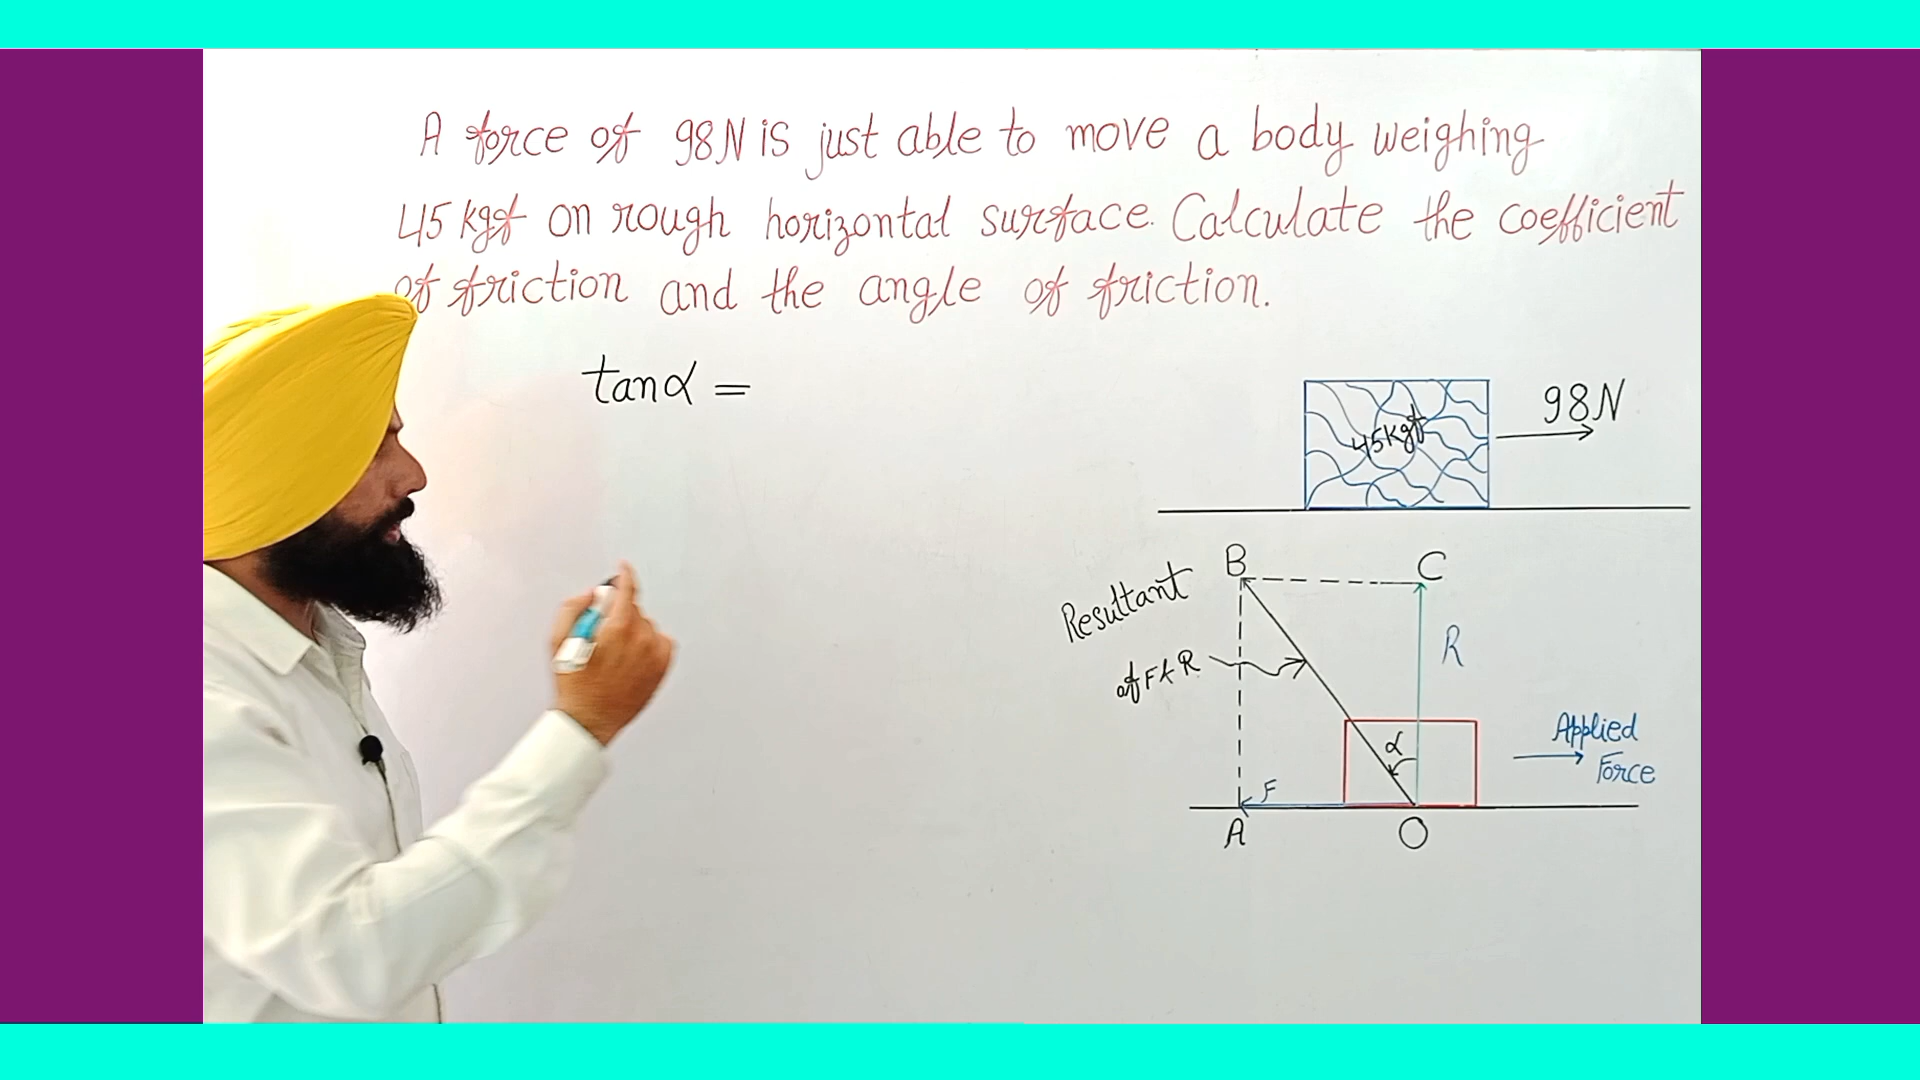 A force of 98N is just able to move a body weighing
45 kgf on rough horizontal surface. Calculate the coefficient
of friction and the angle of friction.
tanα =
45kgf
98N
B
C
Resultant
of F & R
R
α
Applied
Force
F
A
O